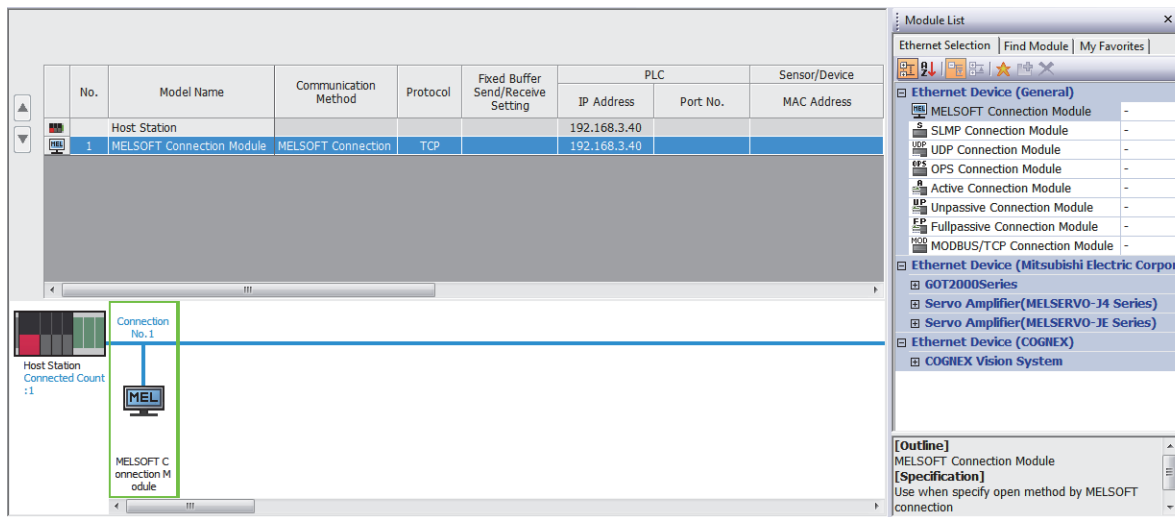 No. Model Name Communication Method Protocol Fixed Buffer Send/Receive Setting PLC Sensor/Device
IP Address Port No. MAC Address
Host Station 192.168.3.40
1 MELSOFT Connection Module MELSOFT Connection TCP 192.168.3.40
Connection
No.1
Host Station
Connected Count
:1
MEL
MELSOFT C
onnection M
odule
Module List
Ethernet Selection Find Module My Favorites
Ethernet Device (General)
MELSOFT Connection Module -
SLMP Connection Module -
UDP Connection Module -
OPS Connection Module -
Active Connection Module -
Unpassive Connection Module -
Fullpassive Connection Module -
MODBUS/TCP Connection Module -
Ethernet Device (Mitsubishi Electric Corpor
GOT2000Series
Servo Amplifier(MELSERVO-J4 Series)
Servo Amplifier(MELSERVO-JE Series)
Ethernet Device (COGNEX)
COGNEX Vision System
[Outline]
MELSOFT Connection Module
[Specification]
Use when specify open method by MELSOFT
connection